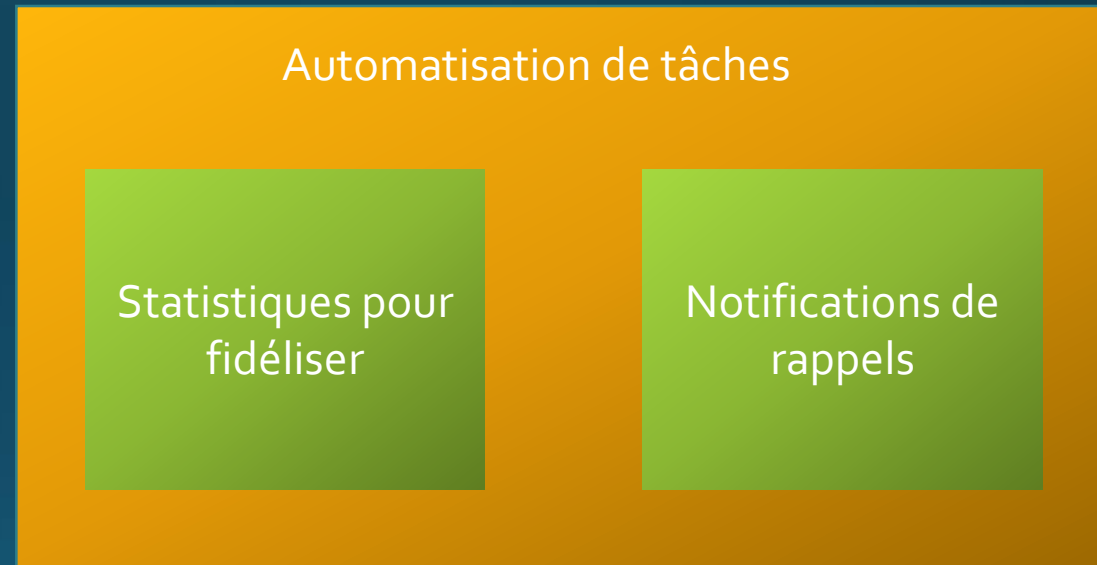 Automatisation de tâches
Statistiques pour
fidéliser
Notifications de
rappels